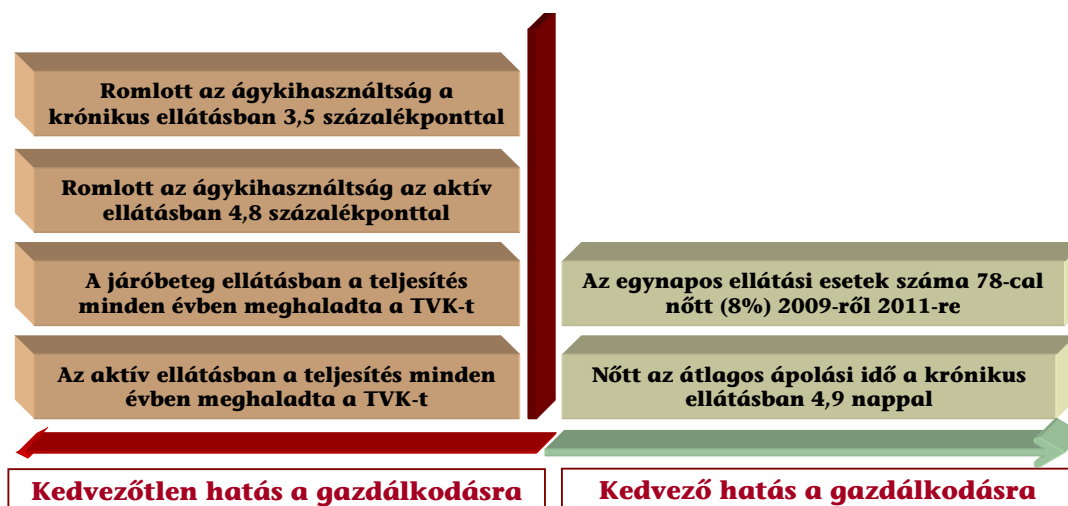 Romlott az ágykihasználtság a
krónikus ellátásban 3,5 százalékponttal
Romlott az ágykihasználtság az aktív
ellátásban 4,8 százalékponttal
A járóbeteg ellátásban a teljesítés
minden évben meghaladta a TVK-t
Az aktív ellátásban a teljesítés minden
évben meghaladta a TVK-t
Az egynapos ellátási esetek száma 78-cal
nőtt (8%) 2009-ről 2011-re
Nőtt az átlagos ápolási idő a krónikus
ellátásban 4,9 nappal
Kedvezőtlen hatás a gazdálkodásra
Kedvező hatás a gazdálkodásra